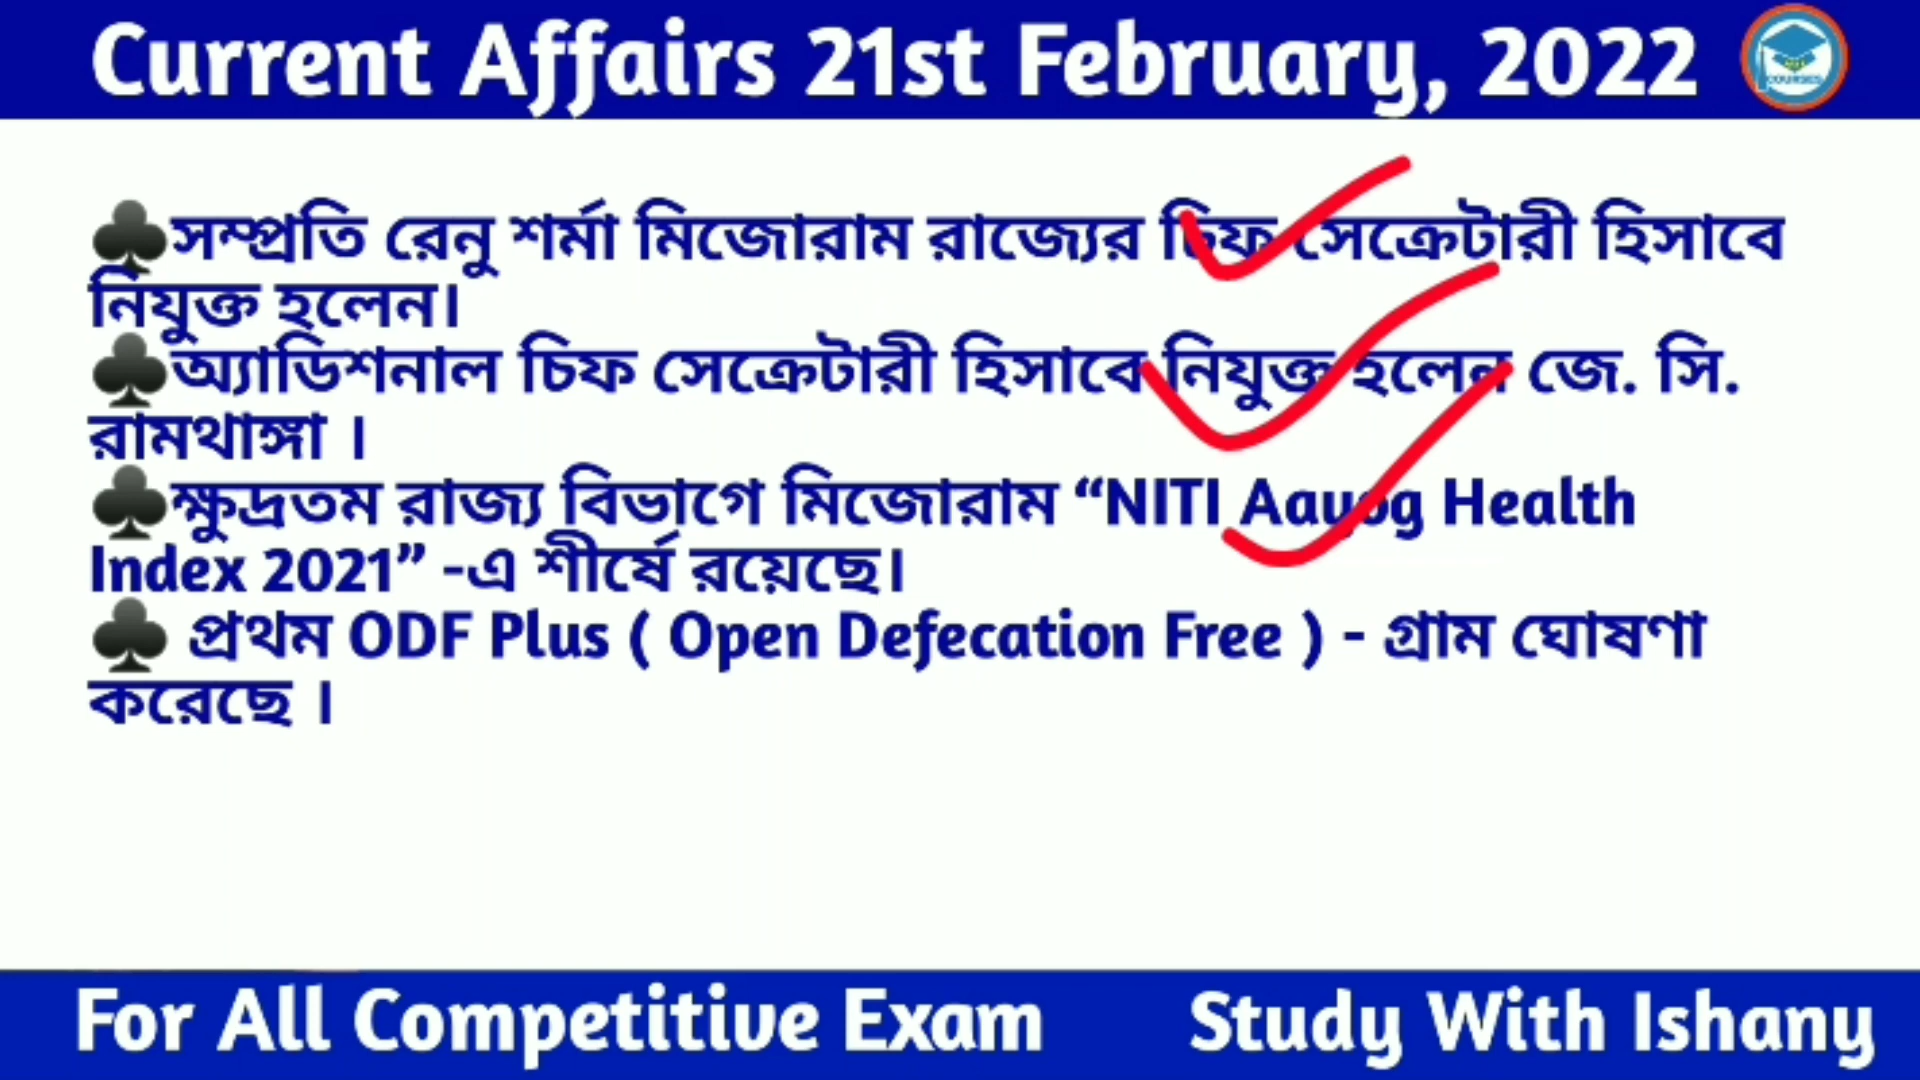 Current Affairs 21st February, 2022
COURSES
♣সম্প্রতি রেনু শর্মা মিজোরাম রাজ্যের চিফ সেক্রেটারী হিসাবে
নিযুক্ত হলেন।
♣অ্যাডিশনাল চিফ সেক্রেটারী হিসাবে নিযুক্ত হলেন জে. সি.
রামথাঙ্গা ।
♣ক্ষুদ্রতম রাজ্য বিভাগে মিজোরাম “NITI Aayog Health
Index 2021” -এ শীর্ষে রয়েছে।
♣ প্রথম ODF Plus ( Open Defecation Free ) - গ্রাম ঘোষণা
করেছে ।
For All Competitive Exam Study With Ishany